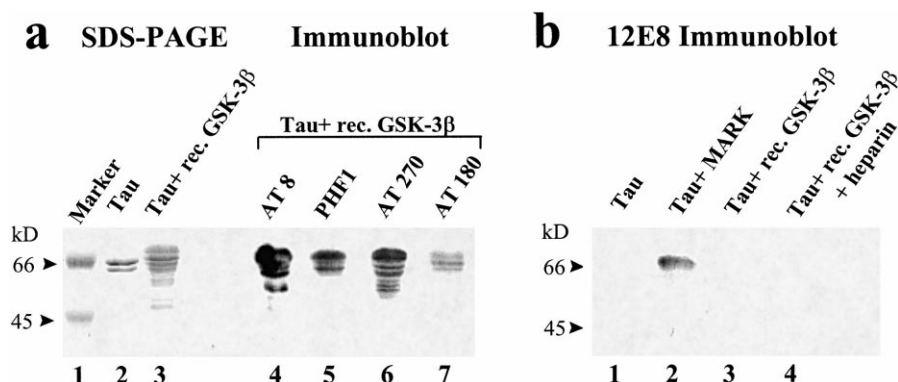 a SDS-PAGE Immunoblot
Tau+ rec. GSK-3β
Marker
Tau
Tau+ rec. GSK-3β
AT 8
PHF1
AT 270
AT 180
kD
66
45
1 2 3 4 5 6 7
b 12E8 Immunoblot
Tau
Tau+ MARK
Tau+ rec. GSK-3β
Tau+ rec. GSK-3β
+ heparin
kD
66
45
1 2 3 4